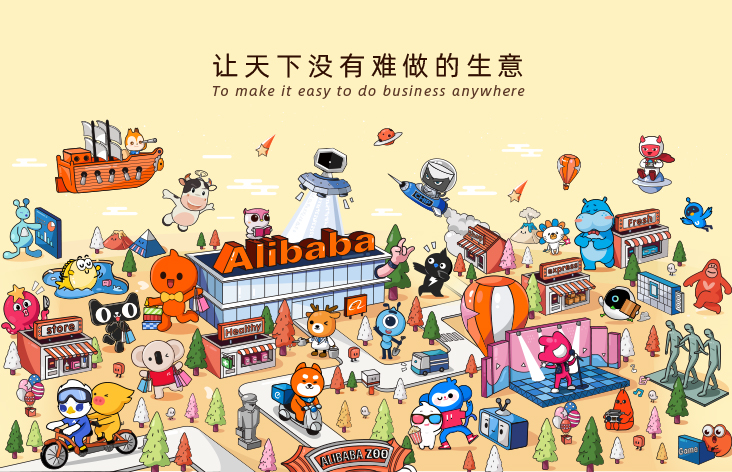 让天下没有难做的生意
To make it easy to do business anywhere
Alibaba
Fresh
express
store
Healthy
ALIBABA ZOO
Game